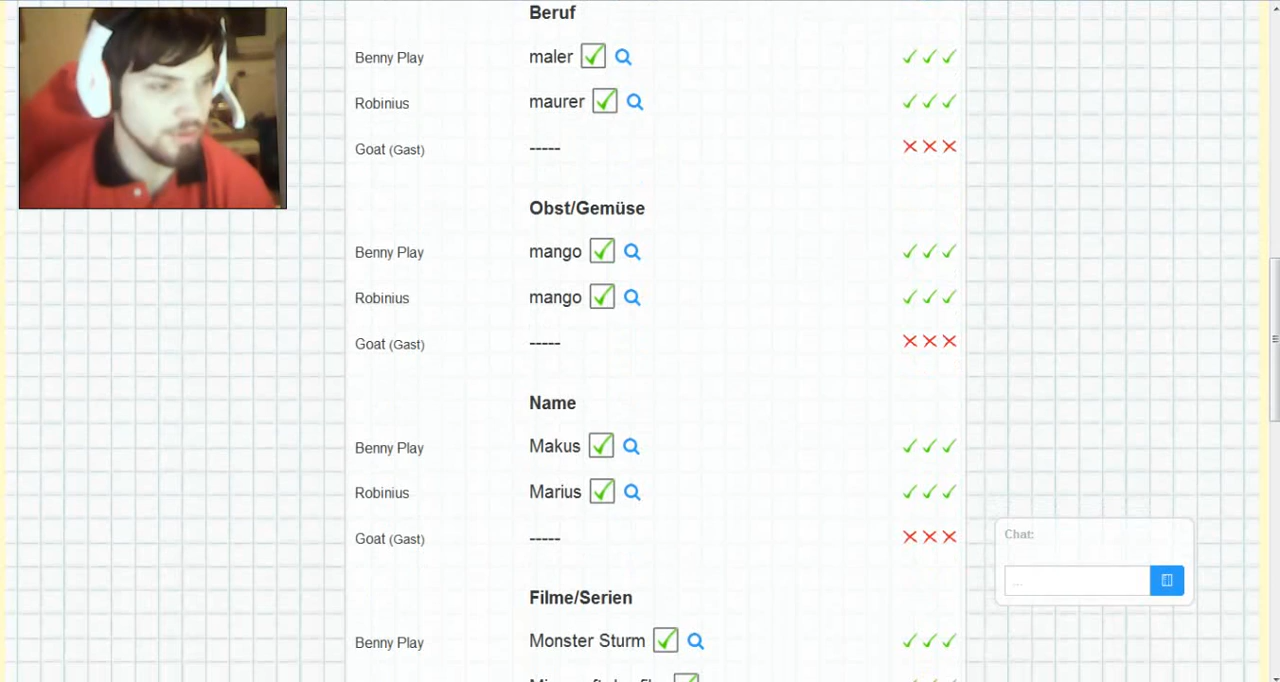 Beruf
Benny Play maler
Robinius maurer
Goat (Gast) -----
Obst/Gemüse
Benny Play mango
Robinius mango
Goat (Gast) -----
Name
Benny Play Makus
Robinius Marius
Goat (Gast) -----
Chat:
...
Filme/Serien
Benny Play Monster Sturm